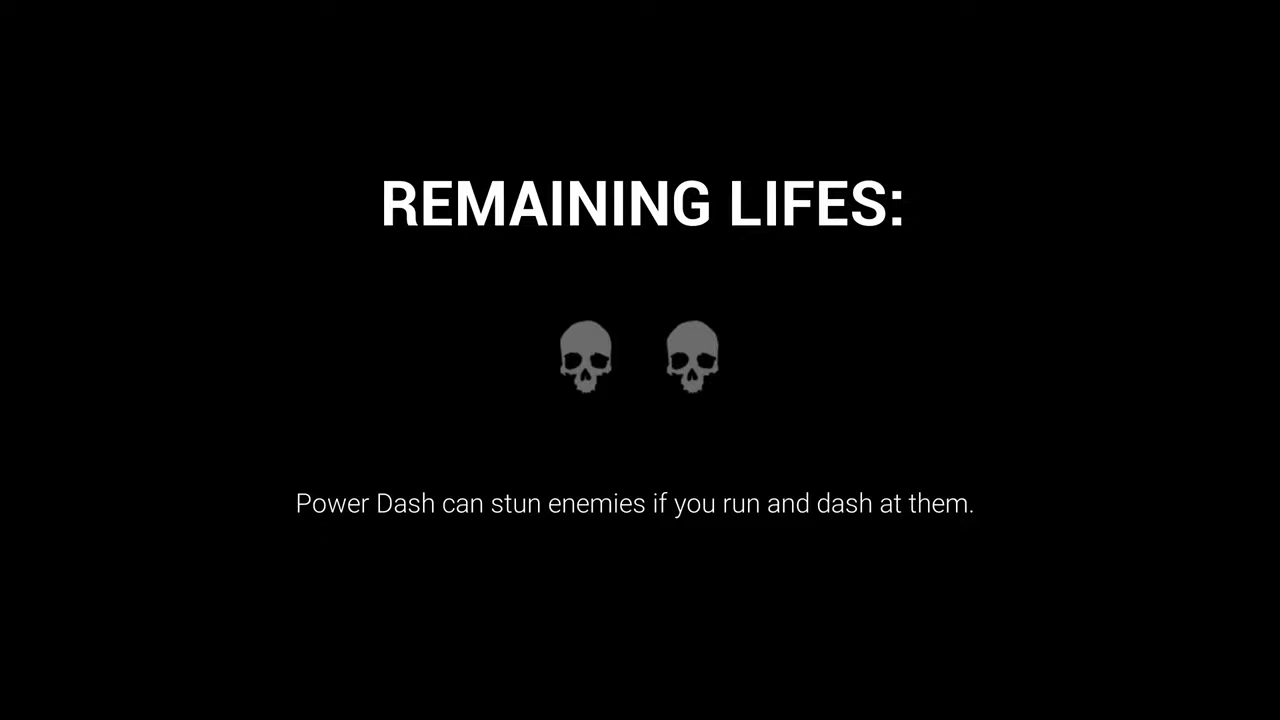 REMAINING LIFES:
Power Dash can stun enemies if you run and dash at them.